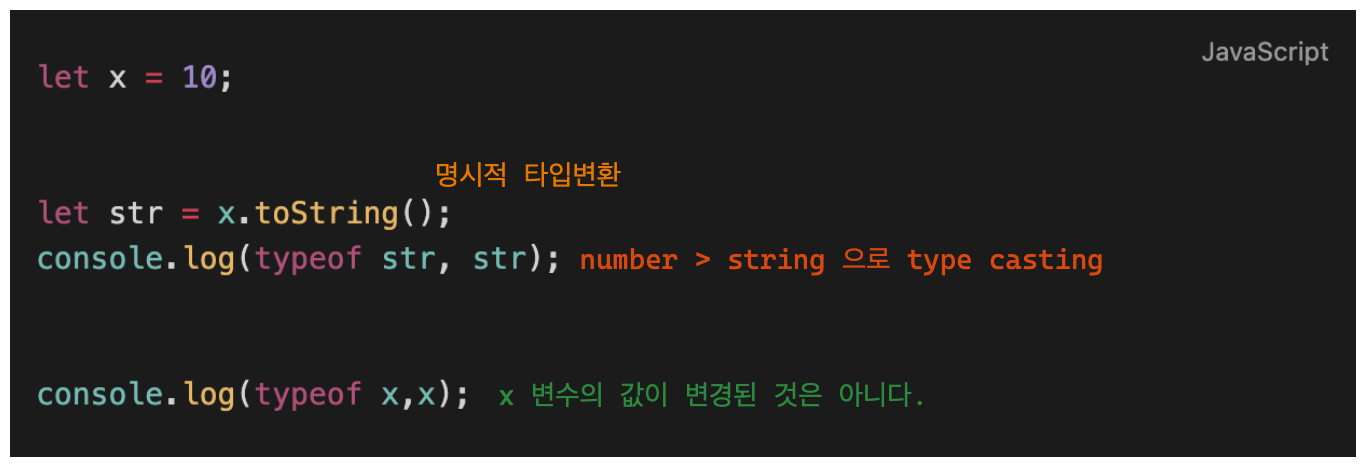 JavaScript
let x = 10;
명시적 타입변환
let str = x.toString();
console.log(typeof str, str); number > string 으로 type casting
console.log(typeof x,x); x 변수의 값이 변경된 것은 아니다.